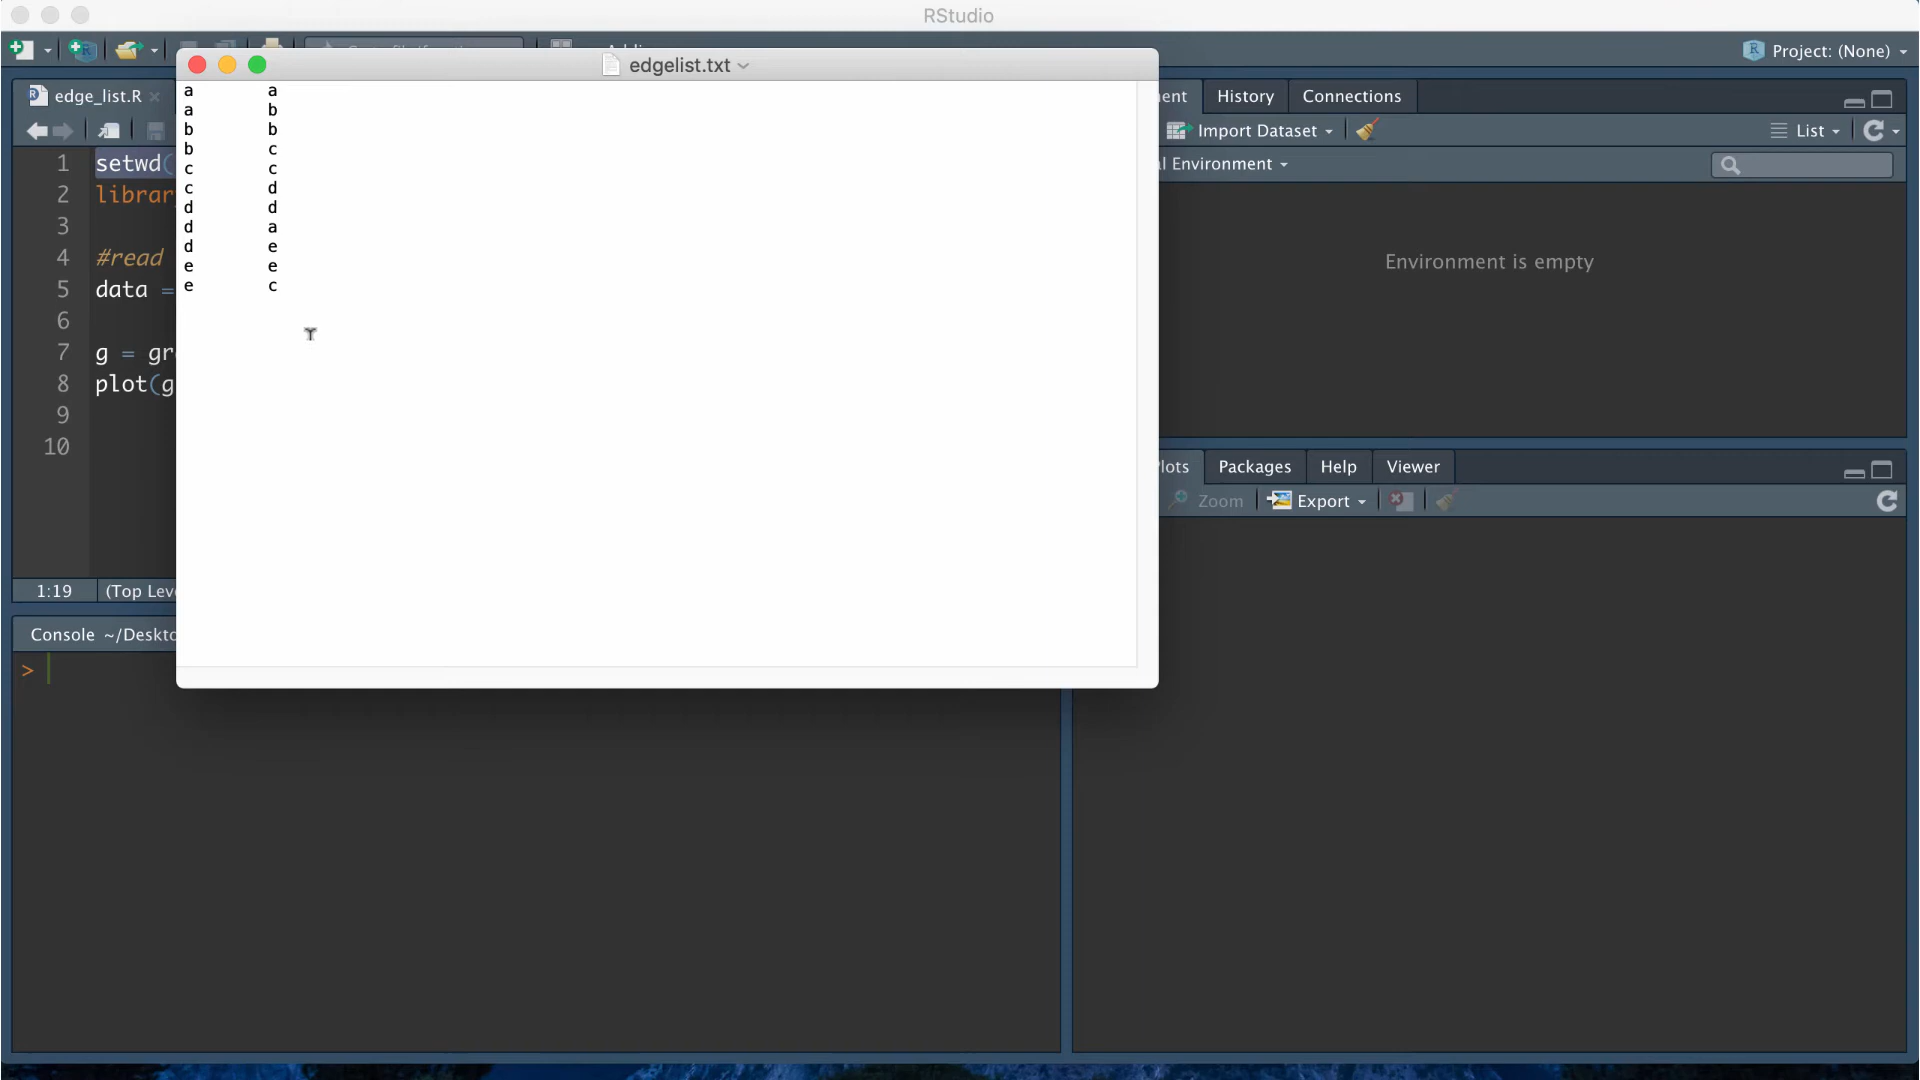 RStudio
Project: (None)
edgelist.txt
a a
a b
b b
b c
c c
c d
d d
d a
d e
e e
e c
edge_list.R
1 setwd(
2 library
3
4 #read
5 data =
6
7 g = gr
8 plot(g
9
10
1:19 (Top Leve
Console ~/Deskto
>
ent History Connections
Import Dataset List
l Environment
Environment is empty
lots Packages Help Viewer
Zoom Export